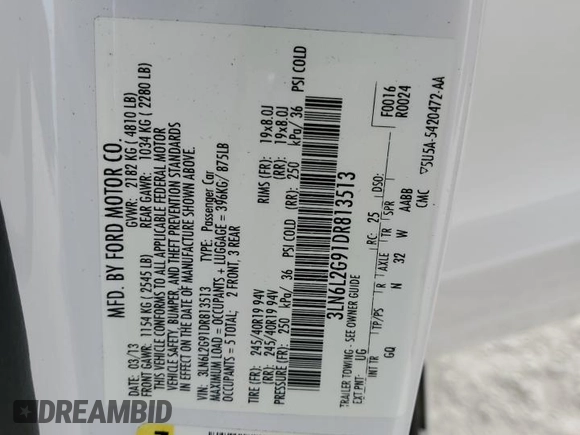 MFD. BY FORD MOTOR CO.
DATE: 03/13 GVWR: 2182 KG ( 4810 LB)
FRONT GAWR: 1154 KG ( 2545 LB) REAR GAWR: 1034 KG ( 2280 LB)
THIS VEHICLE CONFORMS TO ALL APPLICABLE FEDERAL MOTOR
VEHICLE SAFETY, BUMPER, AND THEFT PREVENTION STANDARDS
IN EFFECT ON THE DATE OF MANUFACTURE SHOWN ABOVE.
VIN: 3LN6L2G91DR813513 TYPE: Passenger Car
MAXIMUM LOAD = OCCUPANTS + LUGGAGE = 396KG/ 875LB
OCCUPANTS = 5 TOTAL: 2 FRONT, 3 REAR
TIRE (FR): 245/40R19 94V RIMS (FR): 19x8.0J
(RR): 245/40R19 94V (RR): 19x8.0J
PRESSURE (FR): 250 kPa/ 36 PSI COLD (RR) 250 kPa/ 36 PSI COLD
3LN6L2G91DR813513
TRAILER TOWING - SEE OWNER GUIDE
F0016
R0024
EXT PNT: UG RC: 25 DSO:
INT TR TP/PS R AXLE TR SPR
GQ N 32 W AABB
CMC 5U5A-5420472-AA
DREAMBID